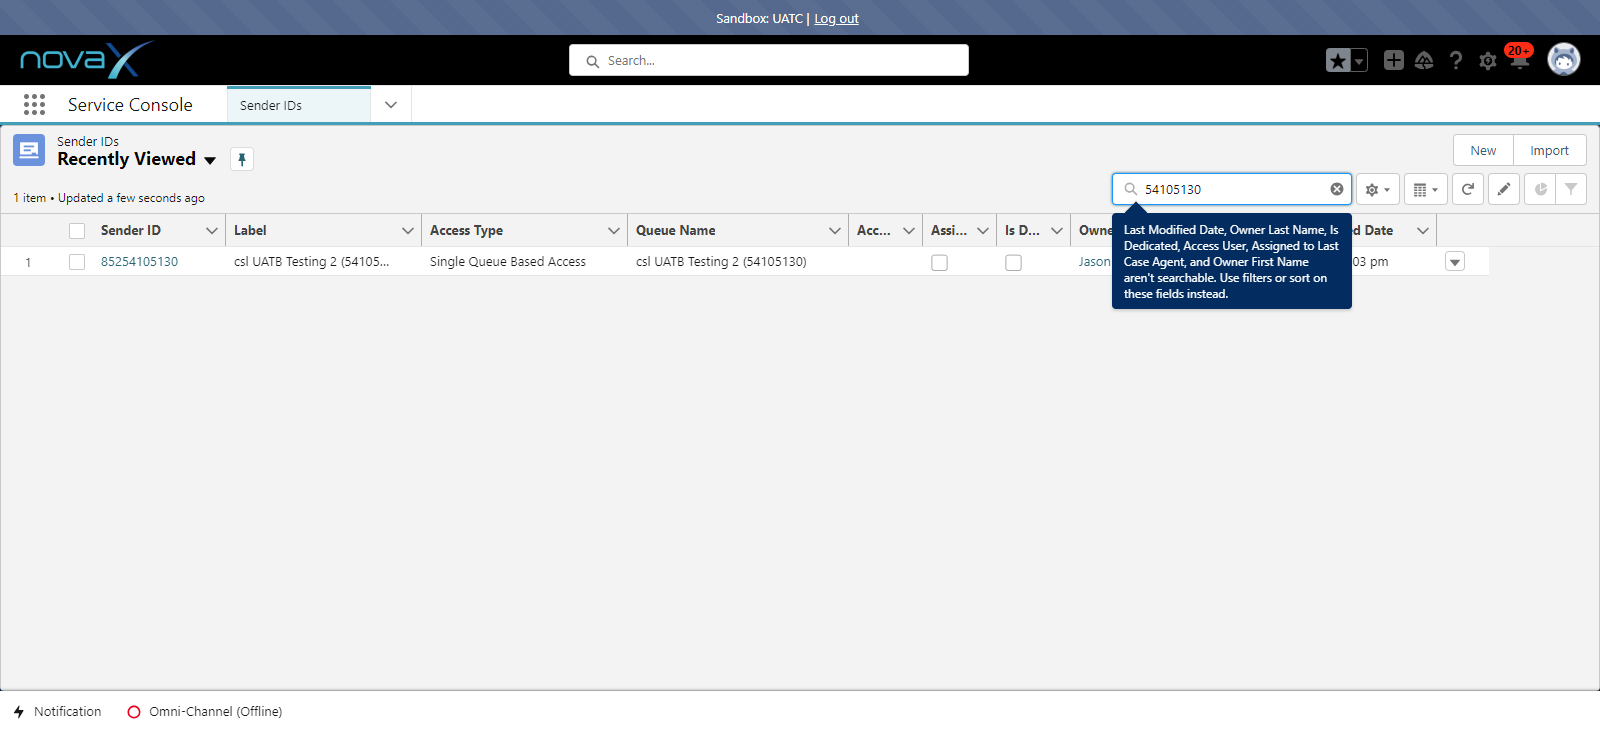 Sandbox: UATC | Log out
novaX
Search...
20+
Service Console
Sender IDs
Sender IDs
Recently Viewed
New
Import
1 item • Updated a few seconds ago
54105130
Sender ID
Label
Access Type
Queue Name
Acc...
Assi...
Is D...
Owne
d Date
1
85254105130
csl UATB Testing 2 (54105...
Single Queue Based Access
csl UATB Testing 2 (54105130)
Jason
03 pm
Last Modified Date, Owner Last Name, Is
Dedicated, Access User, Assigned to Last
Case Agent, and Owner First Name
aren't searchable. Use filters or sort on
these fields instead.
Notification
Omni-Channel (Offline)